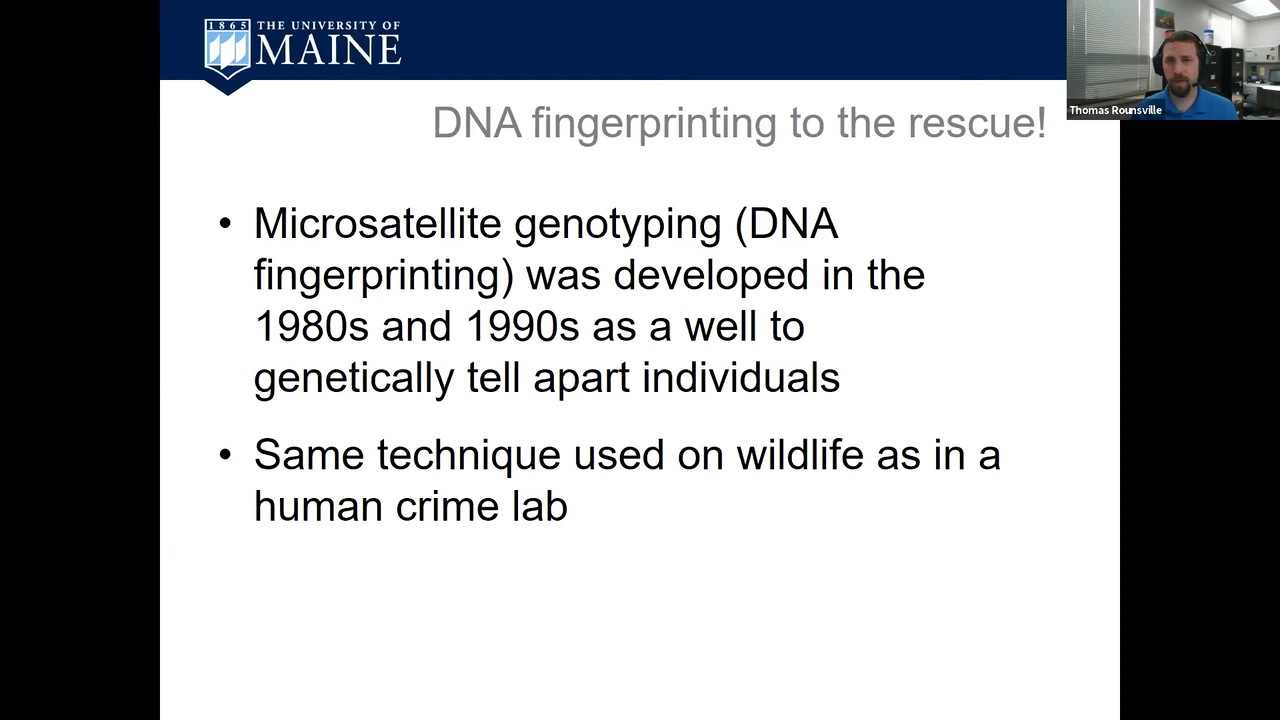 1865
THE UNIVERSITY OF
MAINE
Thomas Rounsville
DNA fingerprinting to the rescue!
• Microsatellite genotyping (DNA
fingerprinting) was developed in the
1980s and 1990s as a well to
genetically tell apart individuals
• Same technique used on wildlife as in a
human crime lab